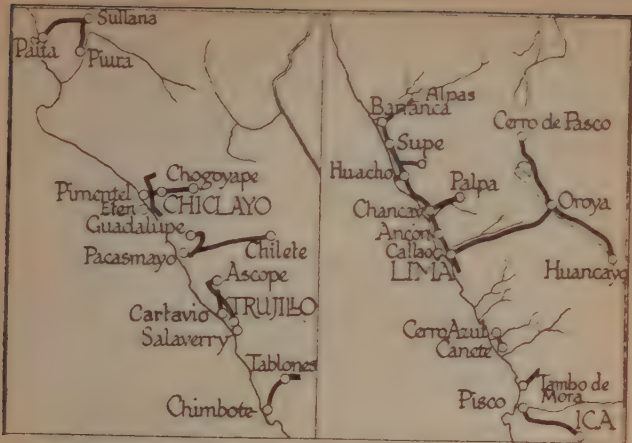 Sullana
Paita
Piura
Chogoyape
Pimentel
Eten
CHICLAYO
Guadalupe
Chilete
Pacasmayo
Ascope
Cartavio
TRUJILLO
Salaverry
Tablones
Chimbote
Alpas
Barranca
Cerro de Pasco
Supe
Huacho
Palpa
Chancay
Oroya
Ancon
Callao
LIMA
Huancayo
Cerro Azul
Canete
Tambo de
Mora
Pisco
ICA